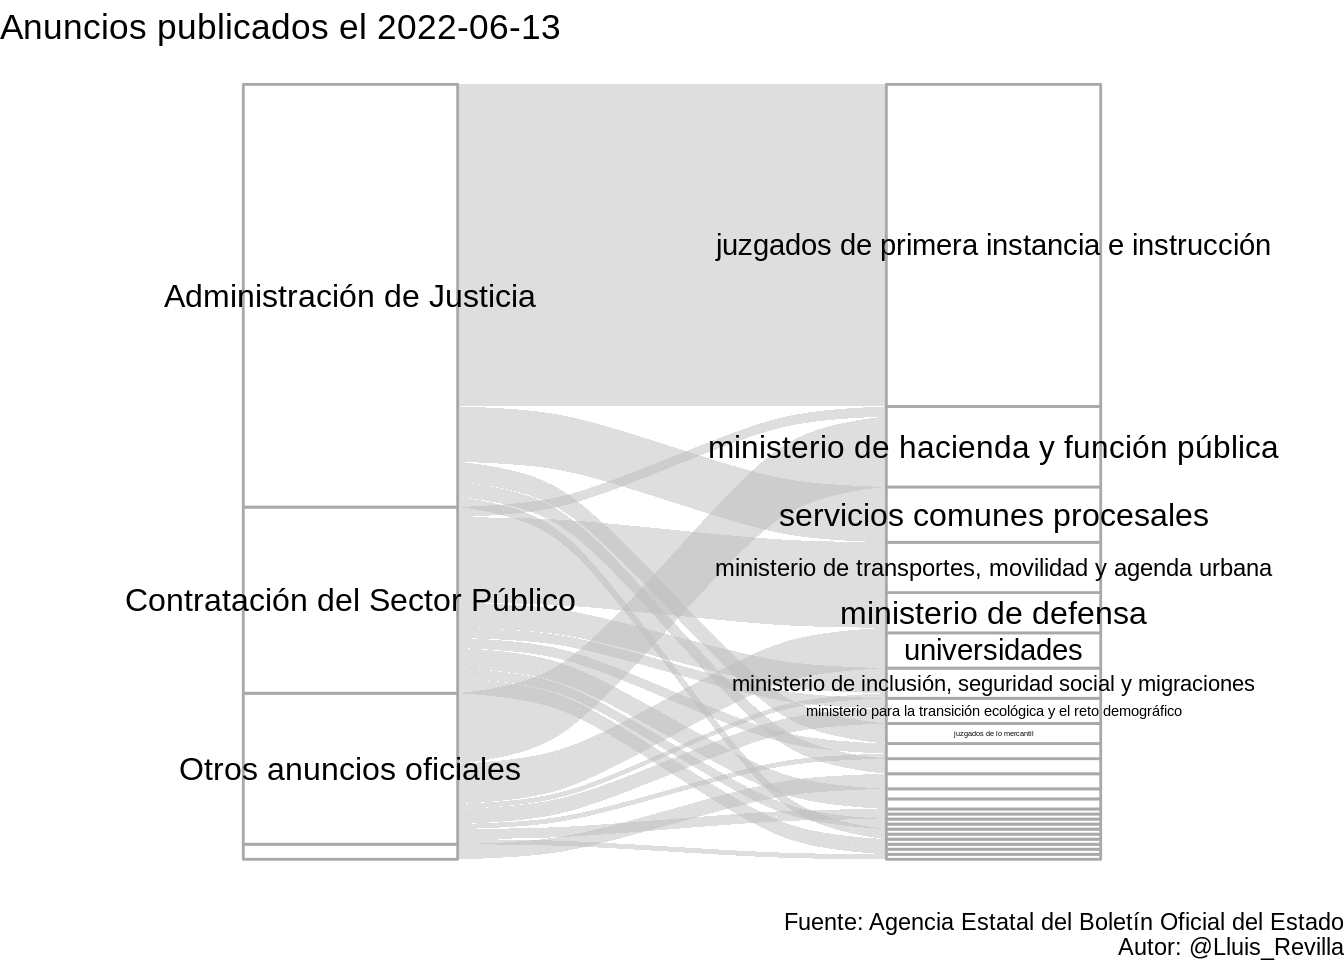 Anuncios publicados el 2022-06-13
juzgados de primera instancia e instrucción
Administración de Justicia
ministerio de hacienda y función pública
servicios comunes procesales
ministerio de transportes, movilidad y agenda urbana
Contratación del Sector Público
ministerio de defensa
universidades
ministerio de inclusión, seguridad social y migraciones
ministerio para la transición ecológica y el reto demográfico
juzgados de lo mercantil
Otros anuncios oficiales
Fuente: Agencia Estatal del Boletín Oficial del Estado
Autor: @Lluis_Revilla